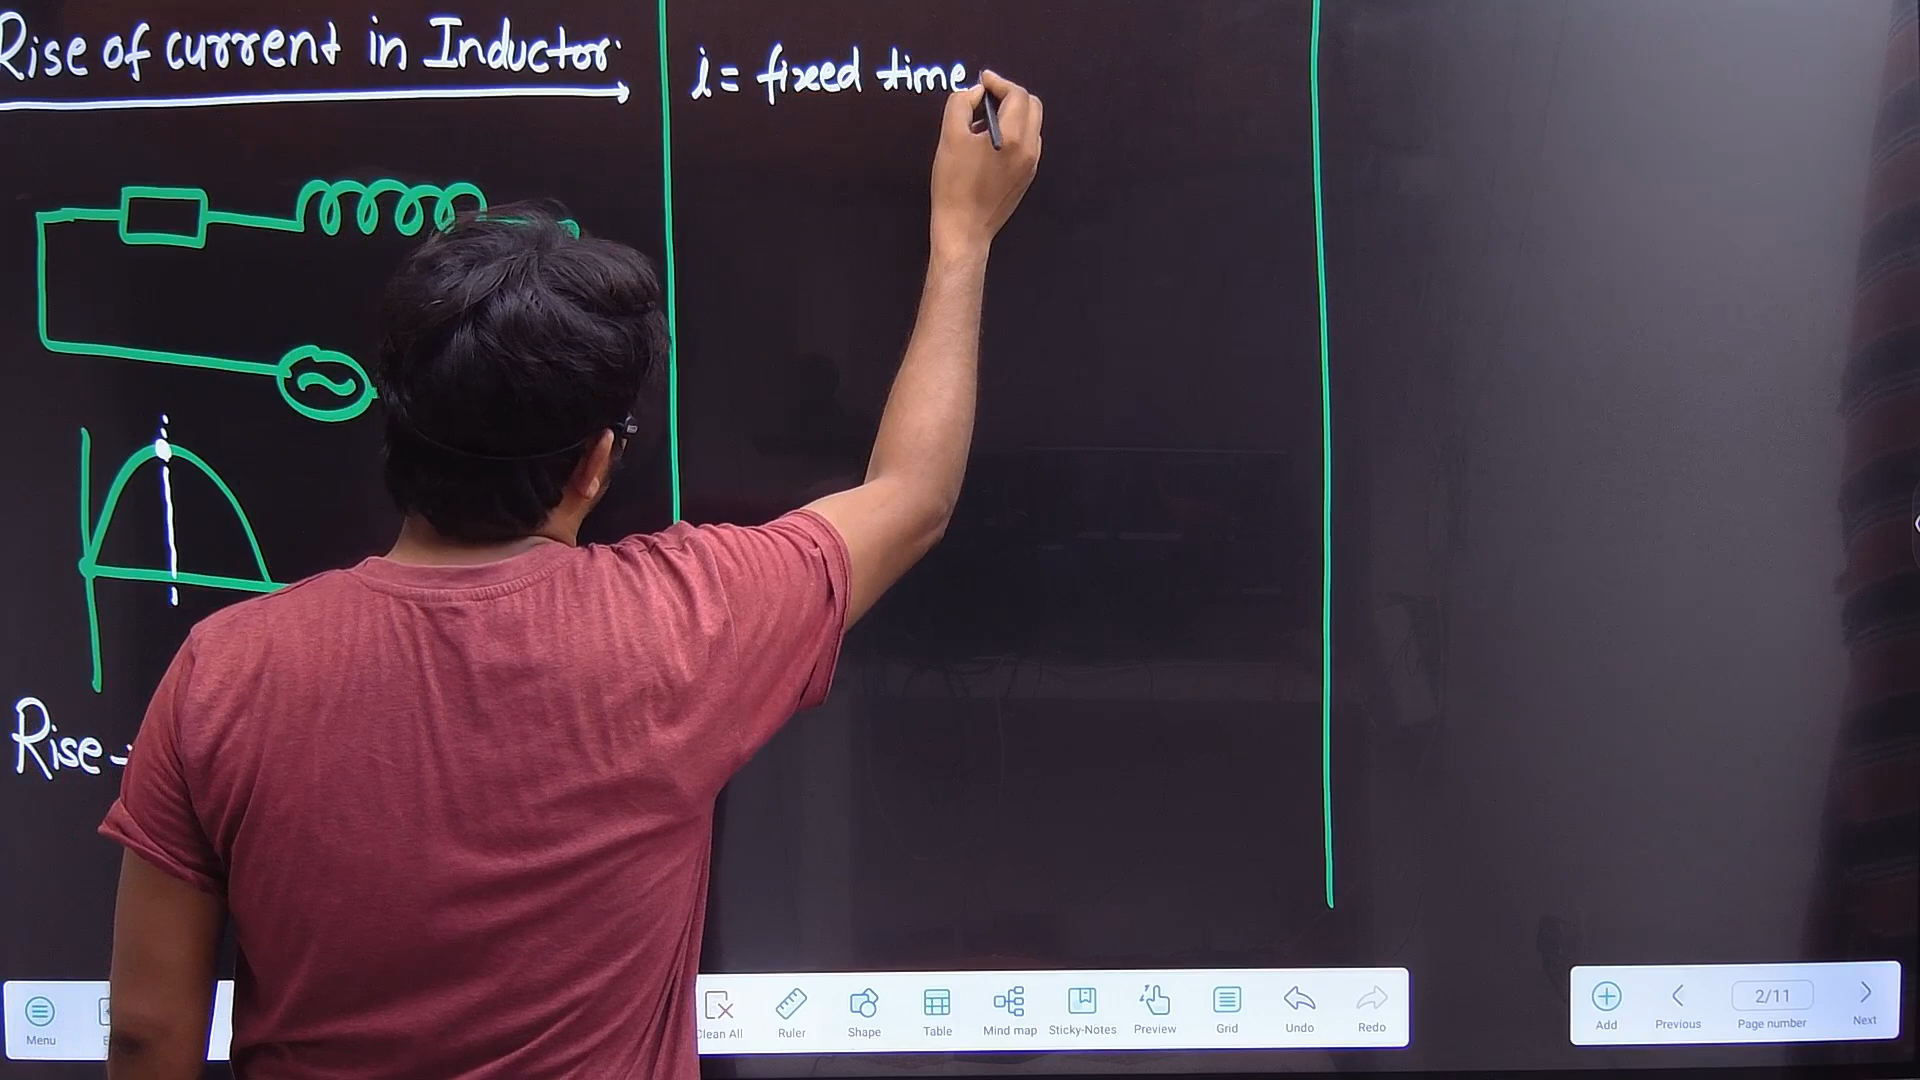 Rise of current in Inductor
i = fixed time
Rise -
Menu
Clean All
Ruler
Shape
Table
Mind map
Sticky-Notes
Preview
Grid
Undo
Redo
Add
Previous
2/11
Page number
Next